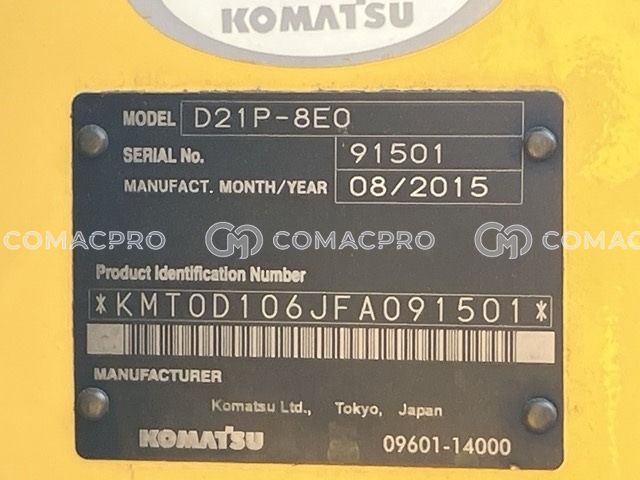 KOMATSU
MODEL D21P-8E0
SERIAL No. 91501
MANUFACT. MONTH/YEAR 08/2015
COMACPRO COMACPRO COMACPRO
Product Identification Number
*KMT0D106JFA091501*
MANUFACTURER
Komatsu Ltd., Tokyo, Japan
KOMATSU 09601-14000